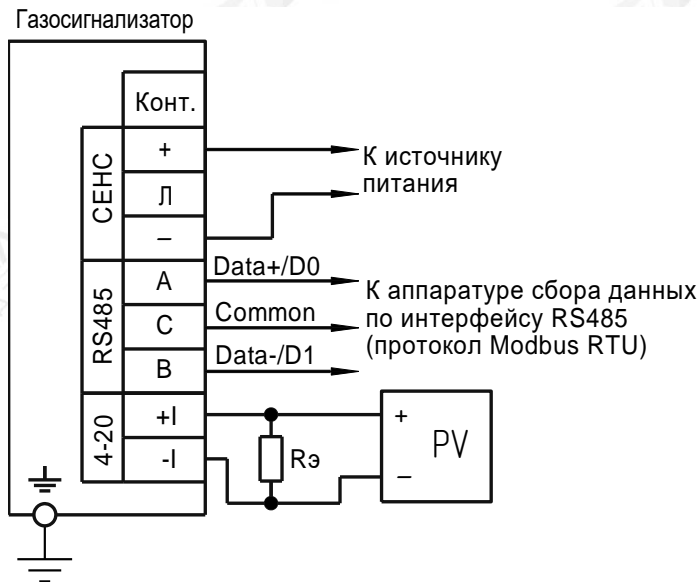 Газосигнализатор
Конт.
СЕНС
+
Л
–
К источнику
питания
RS485
A
C
B
Data+/D0
Common
Data-/D1
К аппаратуре сбора данных
по интерфейсу RS485
(протокол Modbus RTU)
4-20
+I
-I
Rэ
+
PV
–